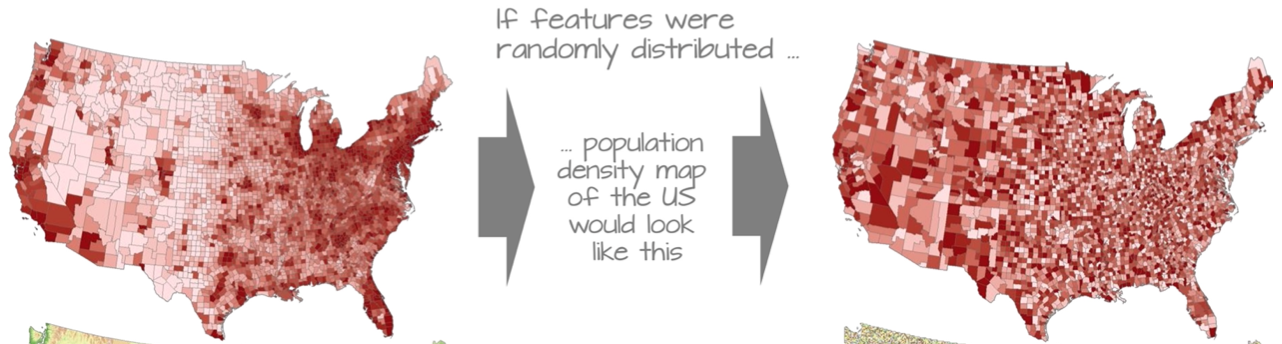 If features were
randomly distributed ...
... population
density map
of the US
would look
like this